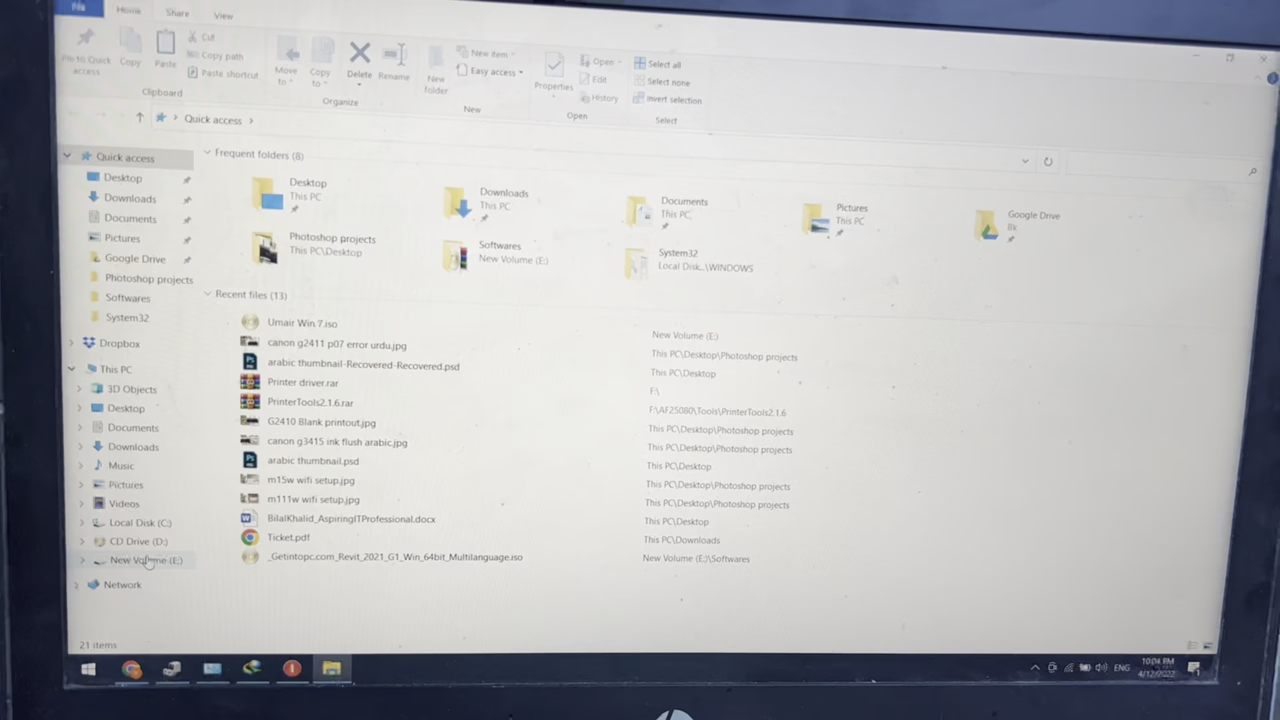 File Home Share View
Pin to Quick access
Copy
Paste
Cut
Copy path
Paste shortcut
Clipboard
Move to
Copy to
Delete
Rename
Organize
New folder
New item
Easy access
New
Properties
Open
Edit
History
Open
Select all
Select none
Invert selection
Select
Quick access
Quick access
Desktop
Downloads
Documents
Pictures
Google Drive
Photoshop projects
Softwares
System32
Dropbox
This PC
3D Objects
Desktop
Documents
Downloads
Music
Pictures
Videos
Local Disk (C:)
CD Drive (D:)
New Volume (E:)
Network
21 items
Frequent folders (8)
Desktop
This PC
Downloads
This PC
Documents
This PC
Pictures
This PC
Google Drive
Bk
Photoshop projects
This PC\Desktop
Softwares
New Volume (E:)
System32
Local Disk...\WINDOWS
Recent files (13)
Umair Win 7.iso New Volume (E:)
canon g2411 p07 error urdu.jpg This PC\Desktop\Photoshop projects
arabic thumbnail-Recovered-Recovered.psd This PC\Desktop
Printer driver.rar F:\
PrinterTools2.1.6.rar F:\AF25080\Tools\PrinterTools2.1.6
G2410 Blank printout.jpg This PC\Desktop\Photoshop projects
canon g3415 ink flush arabic.jpg This PC\Desktop\Photoshop projects
arabic thumbnail.psd This PC\Desktop
m15w wifi setup.jpg This PC\Desktop\Photoshop projects
m111w wifi setup.jpg This PC\Desktop\Photoshop projects
BilalKhalid_AspiringITProfessional.docx This PC\Desktop
Ticket.pdf This PC\Downloads
_Getintopc.com_Revit_2021_G1_Win_64bit_Multilanguage.iso New Volume (E:)\Softwares
ENG
10:04 PM
4/12/2022
hp